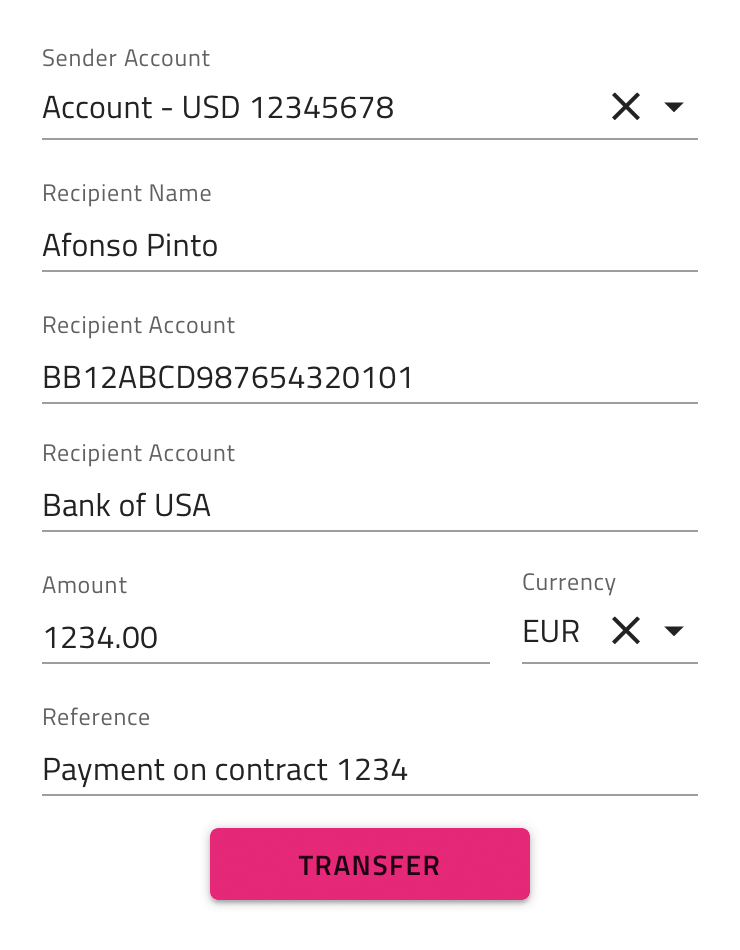 Sender Account
Account - USD 12345678
Recipient Name
Afonso Pinto
Recipient Account
BB12ABCD987654320101
Recipient Account
Bank of USA
Amount
Currency
1234.00
EUR
Reference
Payment on contract 1234
TRANSFER